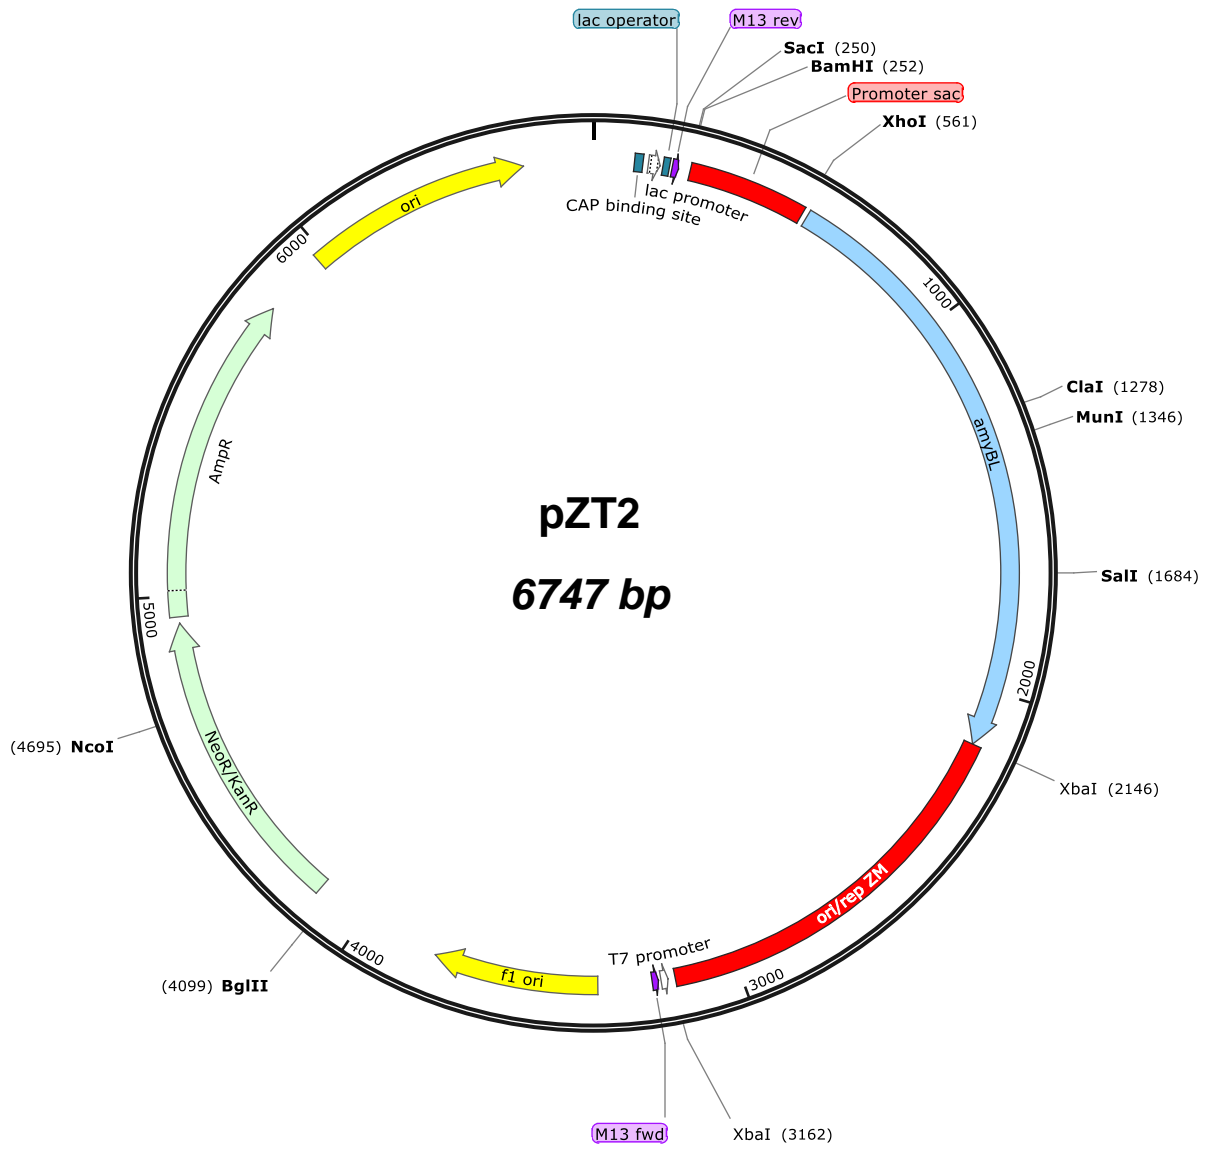 lac operator
M13 rev
SacI (250)
BamHI (252)
Promoter sac
XhoI (561)
lac promoter
CAP binding site
ori
6000
1000
AmpR
amyBL
ClaI (1278)
MunI (1346)
pZT2
6747 bp
SalI (1684)
5000
2000
(4695) NcoI
NeoR/KanR
XbaI (2146)
ori/rep ZM
T7 promoter
4000
f1 ori
3000
(4099) BglII
M13 fwd
XbaI (3162)